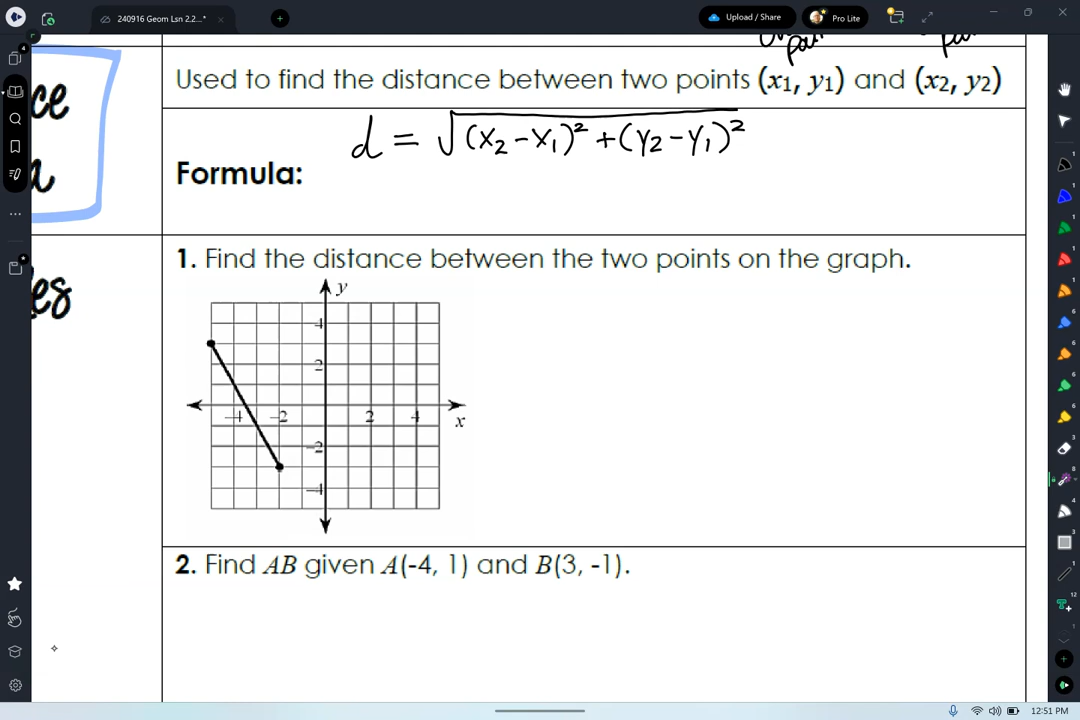 240916 Geom Lsn 2.2...*
Upload / Share
Pro Lite
Used to find the distance between two points (x1, y1) and (x2, y2)
ce
d = √(x₂-x₁)² + (y₂-y₁)²
Formula:
1. Find the distance between the two points on the graph.
es
y
4
2
-4 -2 2 4
x
-2
-4
2. Find AB given A(-4, 1) and B(3, -1).
12:51 PM